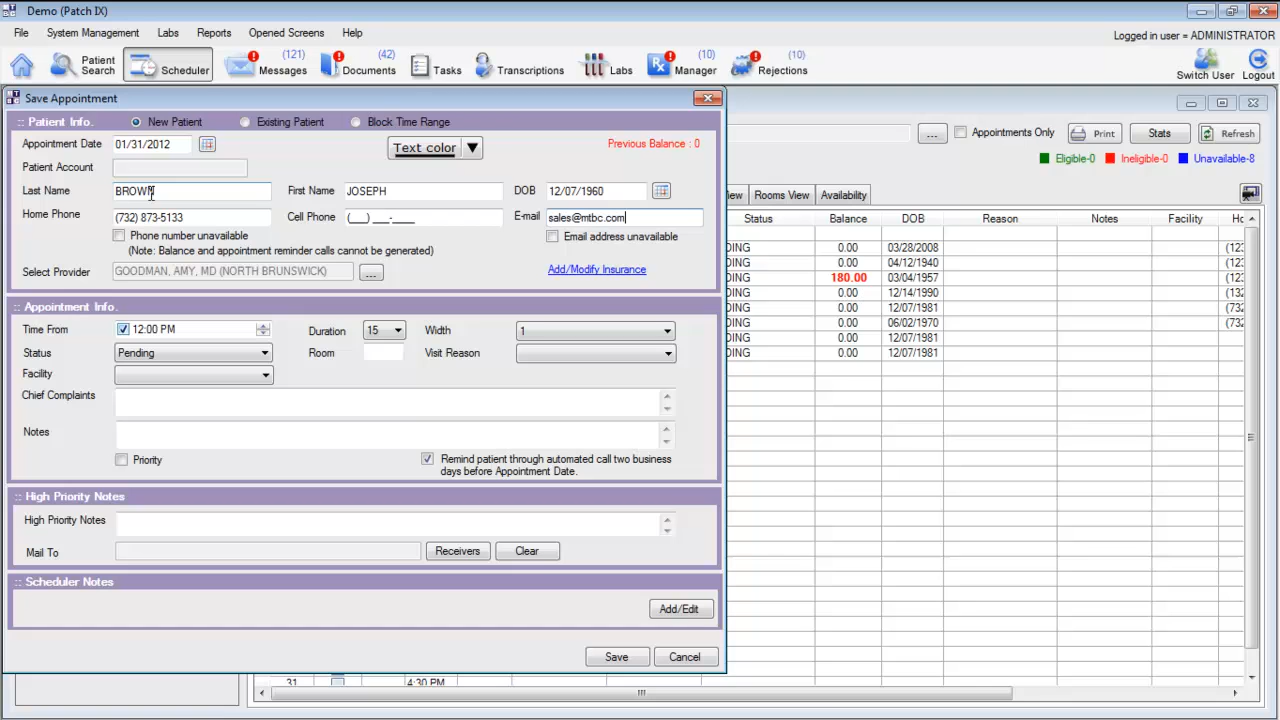 Demo (Patch IX)
File System Management Labs Reports Opened Screens Help
Logged in user = ADMINISTRATOR
Patient Search Scheduler Messages (121) Documents (42) Tasks Transcriptions Labs Manager (10) Rejections (10) Switch User Logout
Save Appointment
:: Patient Info. New Patient Existing Patient Block Time Range
Appointment Date 01/31/2012 Text color Previous Balance : 0
Patient Account
Last Name BROWN First Name JOSEPH DOB 12/07/1960
Home Phone (732) 873-5133 Cell Phone (___) ___-____ E-mail sales@mtbc.com
Phone number unavailable Email address unavailable
(Note: Balance and appointment reminder calls cannot be generated)
Select Provider GOODMAN, AMY, MD (NORTH BRUNSWICK) ... Add/Modify Insurance
:: Appointment Info.
Time From 12:00 PM Duration 15 Width 1
Status Pending Room Visit Reason
Facility
Chief Complaints
Notes
Priority Remind patient through automated call two business
days before Appointment Date.
:: High Priority Notes
High Priority Notes
Mail To Receivers Clear
:: Scheduler Notes
Add/Edit
Save Cancel
... Appointments Only Print Stats Refresh
Eligible-0 Ineligible-0 Unavailable-8
iew Rooms View Availability
Status Balance DOB Reason Notes Facility Ho
DING 0.00 03/28/2008 (123
DING 0.00 04/12/1940 (123
DING 180.00 03/04/1957 (123
DING 0.00 12/14/1990 (132
DING 0.00 12/07/1981 (732
DING 0.00 06/02/1970 (732
DING 0.00 12/07/1981
DING 0.00 12/07/1981
31 4:30 PM